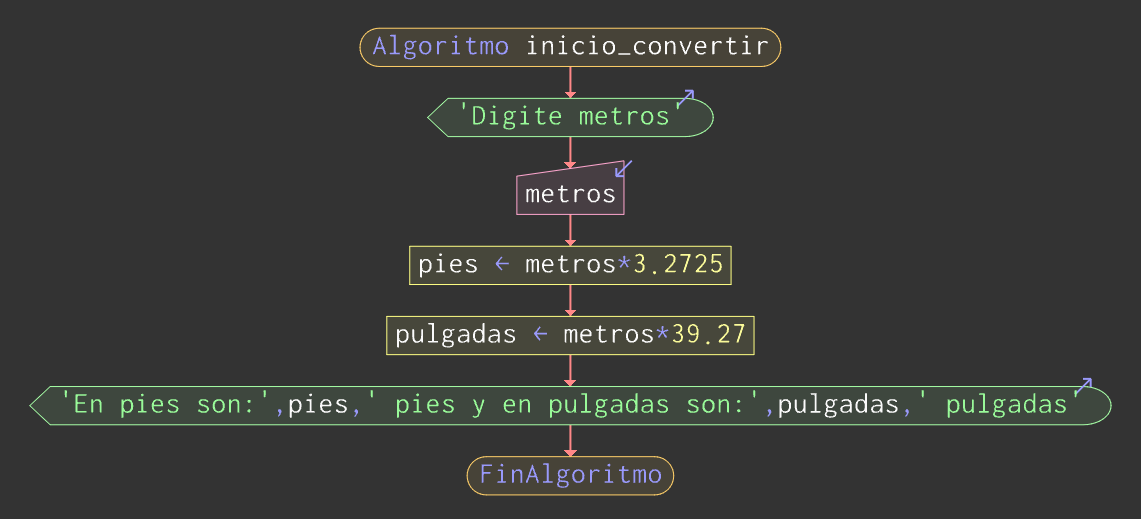 Algoritmo inicio_convertir
'Digite metros'
metros
pies ← metros*3.2725
pulgadas ← metros*39.27
'En pies son:',pies,' pies y en pulgadas son:',pulgadas,' pulgadas'
FinAlgoritmo